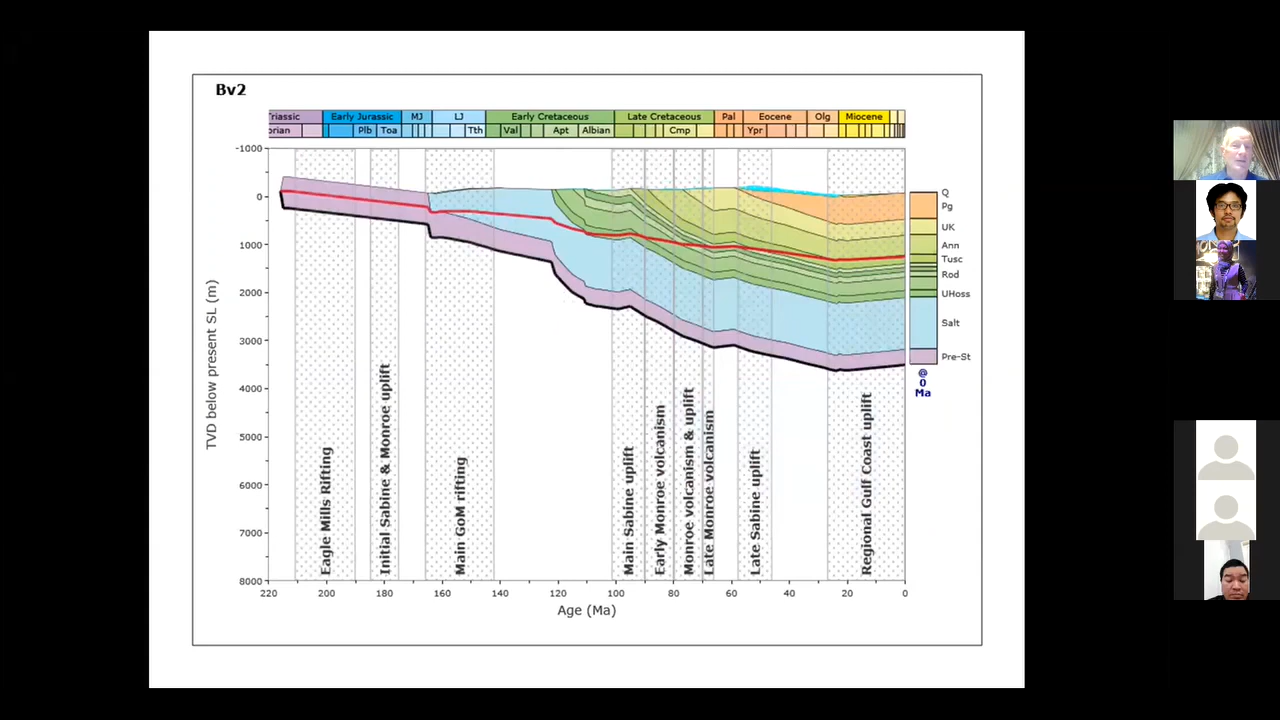 Bv2
Triassic Early Jurassic MJ LJ Early Cretaceous Late Cretaceous Pal Eocene Olg Miocene
orian Plb Toa Tth Val Apt Albian Cmp Ypr
-1000
0
1000
2000
3000
4000
5000
6000
7000
8000
TVD below present SL (m)
Eagle Mills Rifting
Initial Sabine & Monroe uplift
Main GoM rifting
Main Sabine uplift
Early Monroe volcanism
Monroe volcanism & uplift
Late Monroe volcanism
Late Sabine uplift
Regional Gulf Coast uplift
Q
Pg
UK
Ann
Tusc
Rod
UHoss
Salt
Pre-St
@
0
Ma
220 200 180 160 140 120 100 80 60 40 20 0
Age (Ma)